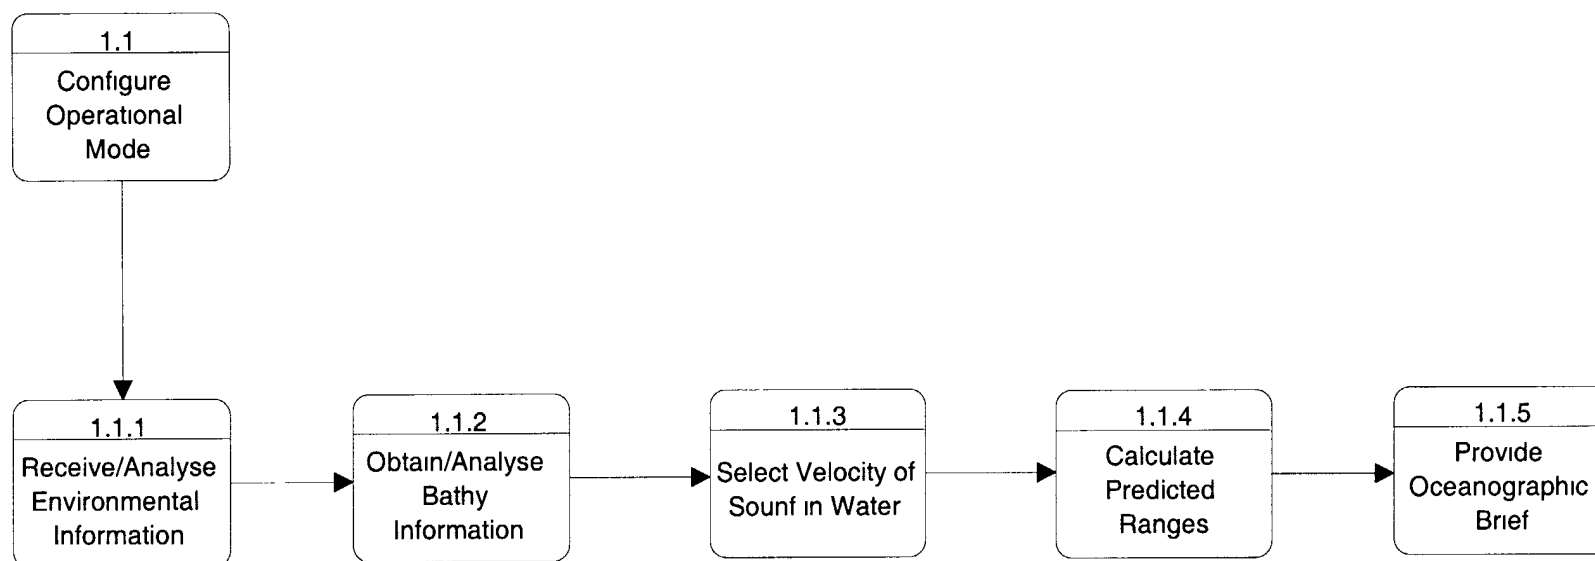 1.1
Configure
Operational
Mode
1.1.1
Receive/Analyse
Environmental
Information
1.1.2
Obtain/Analyse
Bathy
Information
1.1.3
Select Velocity of
Sounf in Water
1.1.4
Calculate
Predicted
Ranges
1.1.5
Provide
Oceanographic
Brief